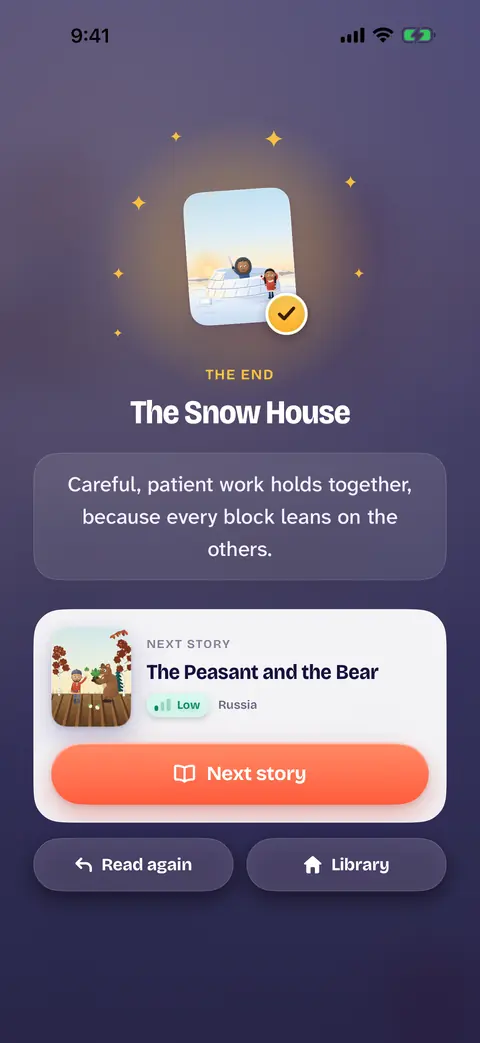 9:41
THE END
The Snow House
Careful, patient work holds together,
because every block leans on the
others.
NEXT STORY
The Peasant and the Bear
Low Russia
Next story
Read again Library